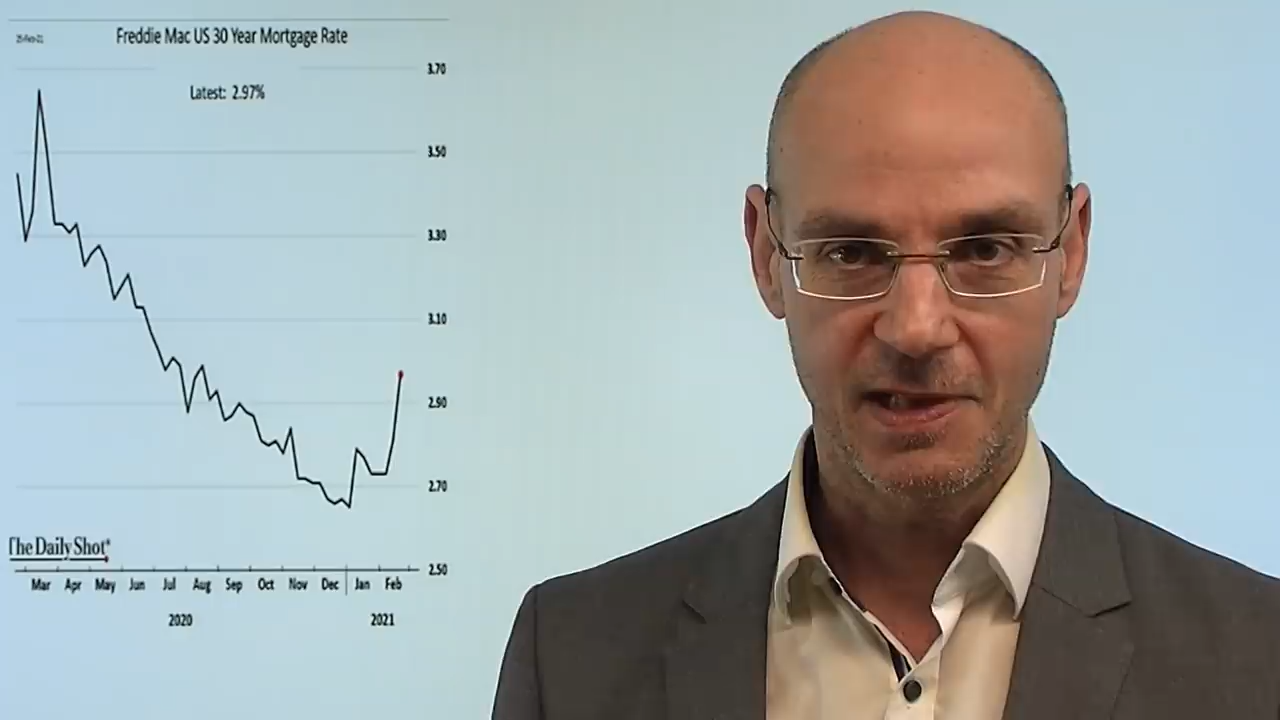 Freddie Mac US 30 Year Mortgage Rate
Latest: 2.97%
3.70
3.50
3.30
3.10
2.90
2.70
2.50
The Daily Shot®
Mar Apr May Jun Jul Aug Sep Oct Nov Dec Jan Feb
2020 2021